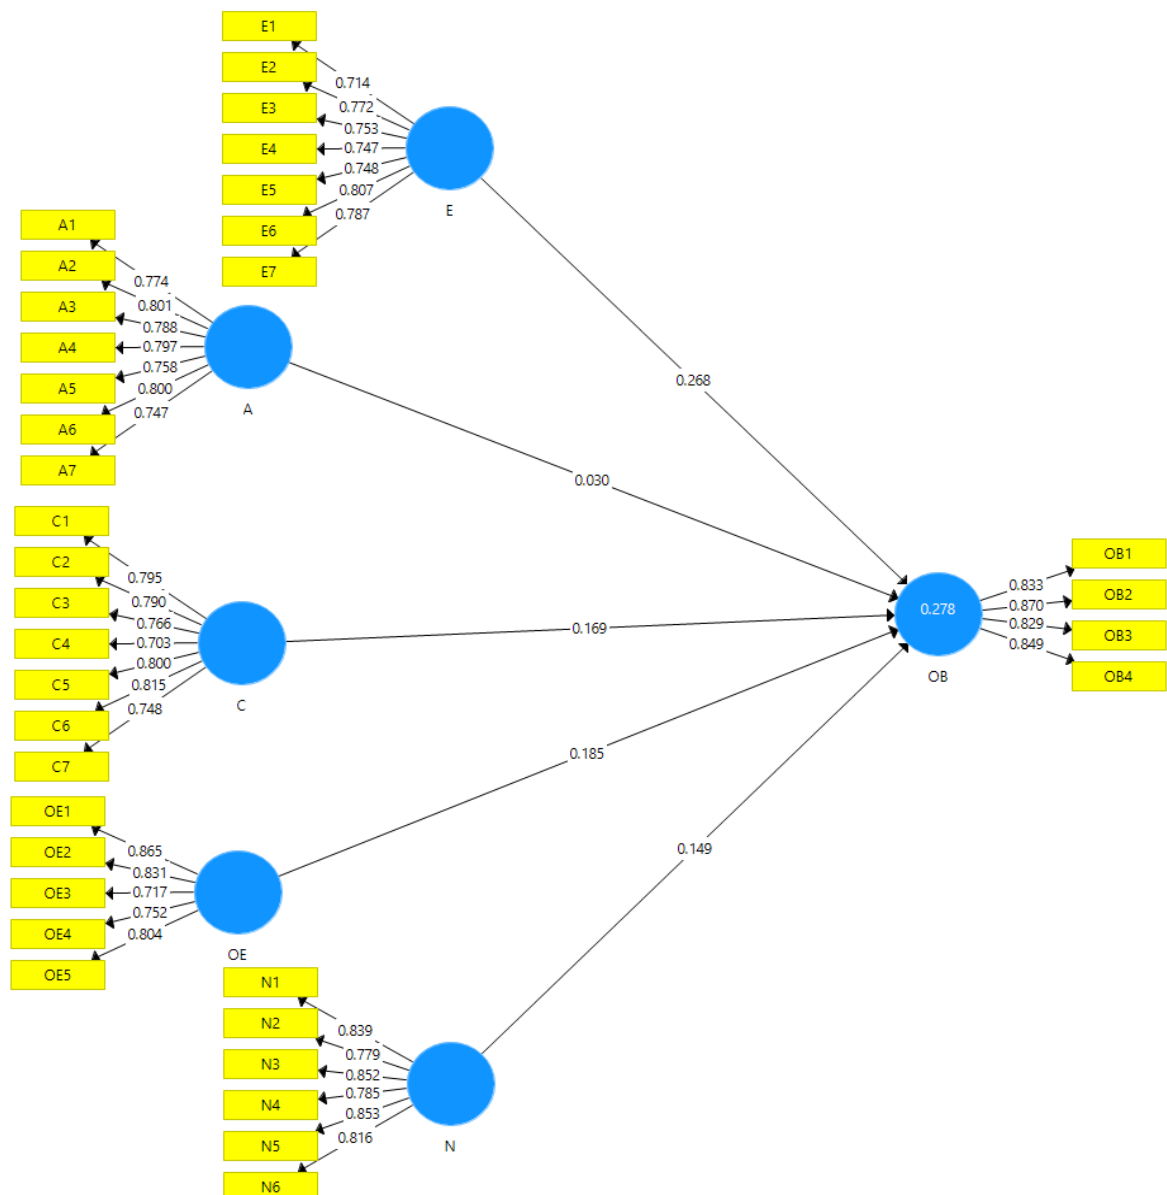 E1
E2
E3
E4
E5
E6
E7
0.714
0.772
0.753
0.747
0.748
0.807
0.787
E
A1
A2
A3
A4
A5
A6
A7
0.774
0.801
0.788
0.797
0.758
0.800
0.747
A
C1
C2
C3
C4
C5
C6
C7
0.795
0.790
0.766
0.703
0.800
0.815
0.748
C
OE1
OE2
OE3
OE4
OE5
0.865
0.831
0.717
0.752
0.804
OE
N1
N2
N3
N4
N5
N6
0.839
0.779
0.852
0.785
0.853
0.816
N
0.268
0.030
0.169
0.185
0.149
0.278
OB
0.833
0.870
0.829
0.849
OB1
OB2
OB3
OB4